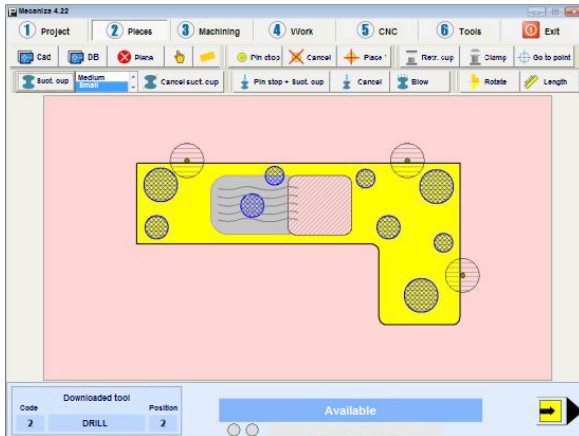 Mecaniza 4.22
1 Project 2 Pieces 3 Machining 4 Work 5 CNC 6 Tools Exit
Cad DB Plane Pin stop Cancel Place Retr. cup Clamp Go to point
Suct. cup Medium Small Cancel suct. cup Pin stop + Suct. cup Cancel Blow Rotate Length
Downloaded tool
Code Position
2 DRILL 2
Available